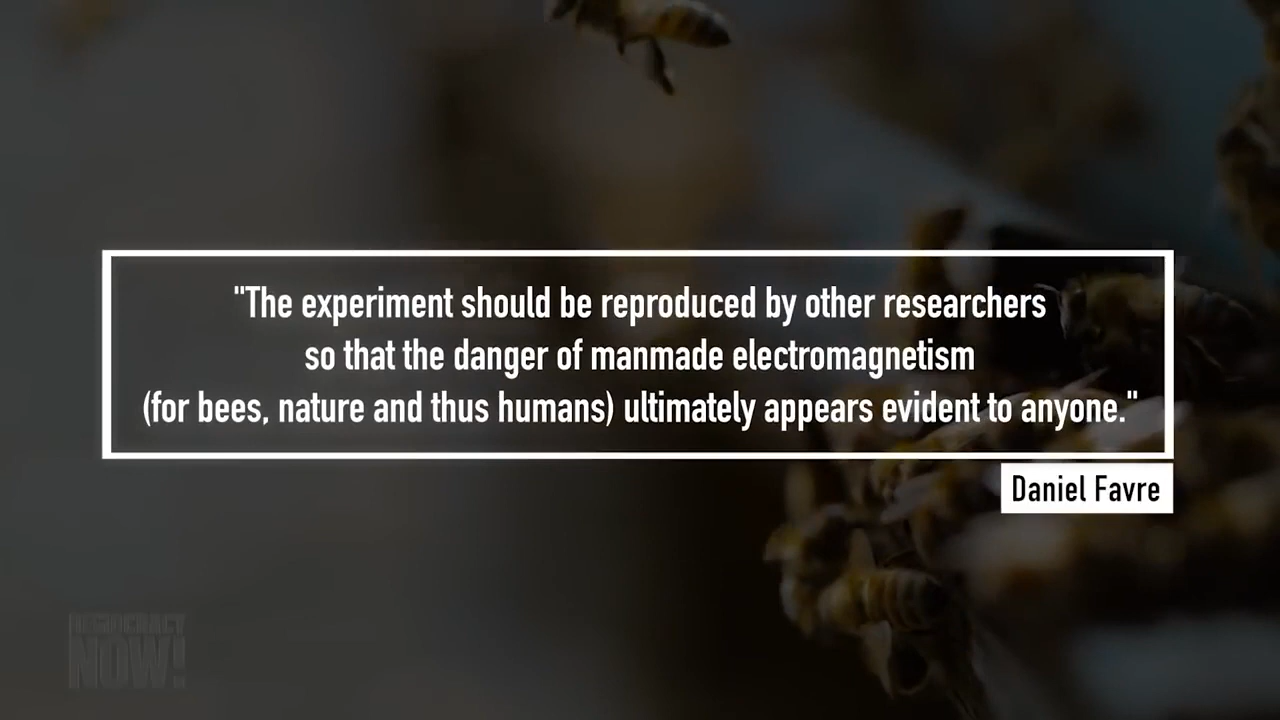 "The experiment should be reproduced by other researchers
so that the danger of manmade electromagnetism
(for bees, nature and thus humans) ultimately appears evident to anyone."
Daniel Favre
DEMOCRACY
NOW!